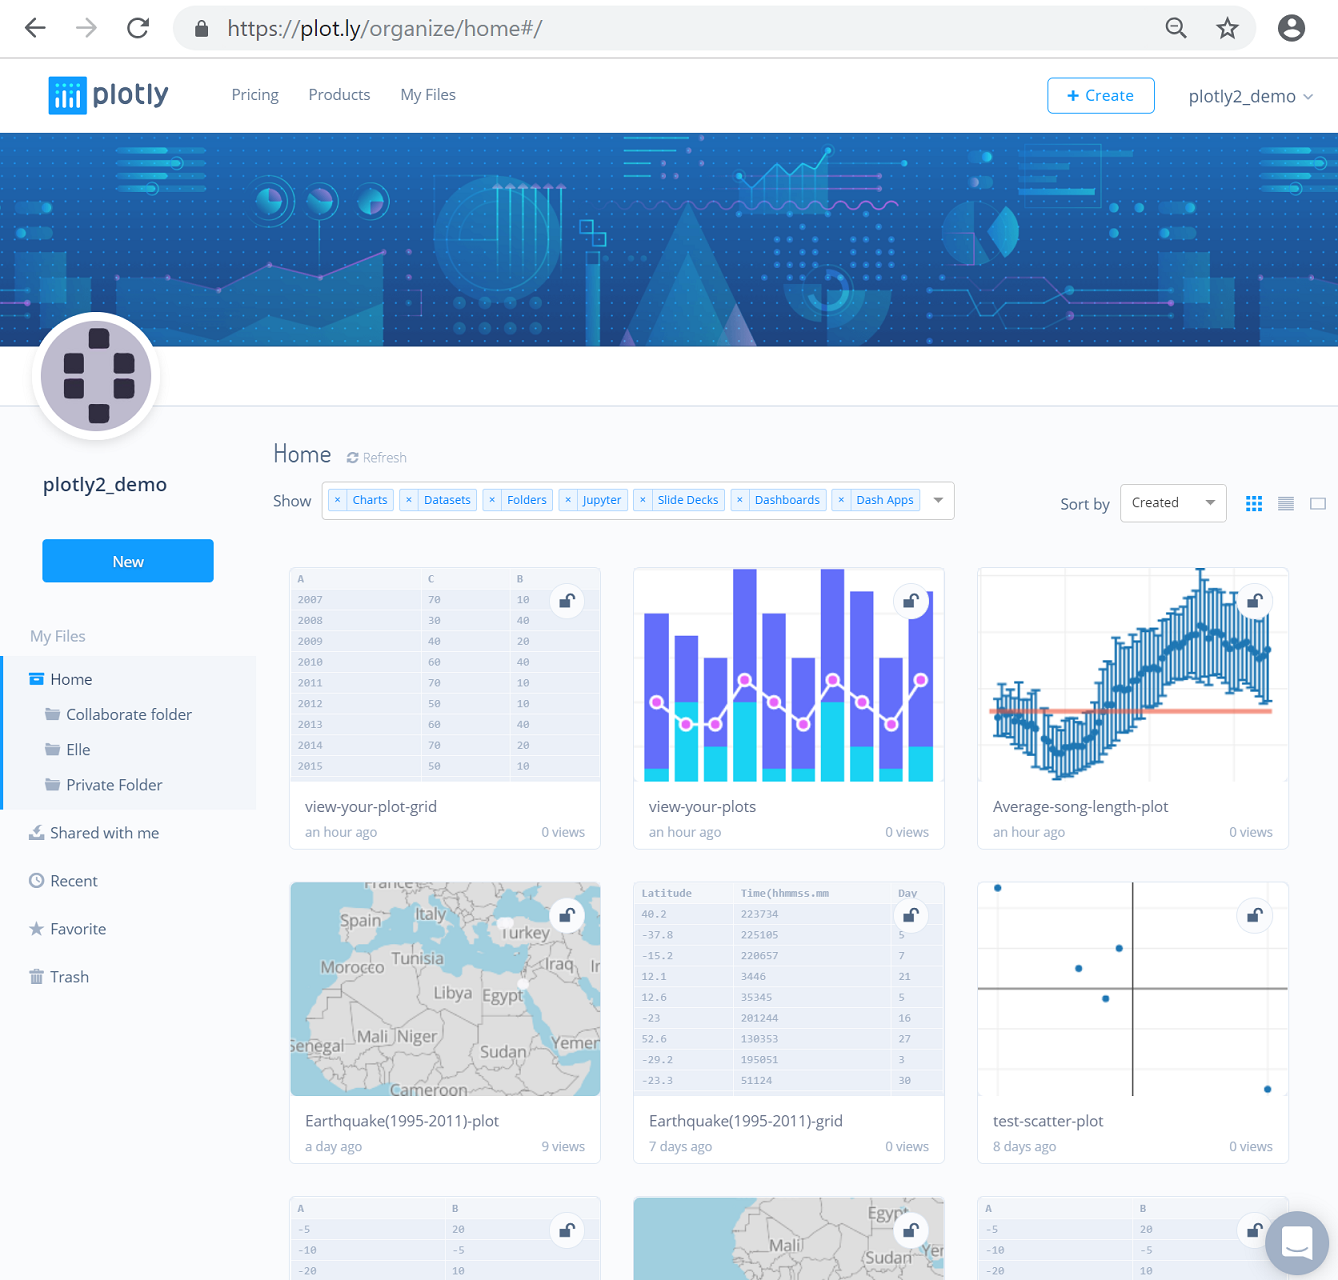 https://plot.ly/organize/home#/
plotly
Pricing Products My Files
+ Create
plotly2_demo
plotly2_demo
New
My Files
Home
Collaborate folder
Elle
Private Folder
Shared with me
Recent
Favorite
Trash
Home Refresh
Show × Charts × Datasets × Folders × Jupyter × Slide Decks × Dashboards × Dash Apps
Sort by Created
A C B
2007 70 10
2008 30 40
2009 40 20
2010 60 40
2011 70 10
2012 50 10
2013 60 40
2014 70 20
2015 50 10
view-your-plot-grid
an hour ago 0 views
view-your-plots
an hour ago 0 views
Average-song-length-plot
an hour ago 0 views
France
Spain Italy Turkey
Morocco Tunisia Iraq Ir
Libya Egypt
Mali Niger
Senegal Sudan Yemen
Cameroon
Earthquake(1995-2011)-plot
a day ago 9 views
Latitude Time(hhmmss.mm Day
40.2 223734
-37.8 225105 5
-15.2 220657 7
12.1 3446 21
12.6 35345 5
-23 201244 16
52.6 130353 27
-29.2 195051 3
-23.3 51124 30
Earthquake(1995-2011)-grid
7 days ago 0 views
test-scatter-plot
8 days ago 0 views
A B
-5 20
-10 -5
-20 10
Egypt
Mali
Sudan Yer
A B
-5 20
-10 -5
-20 10